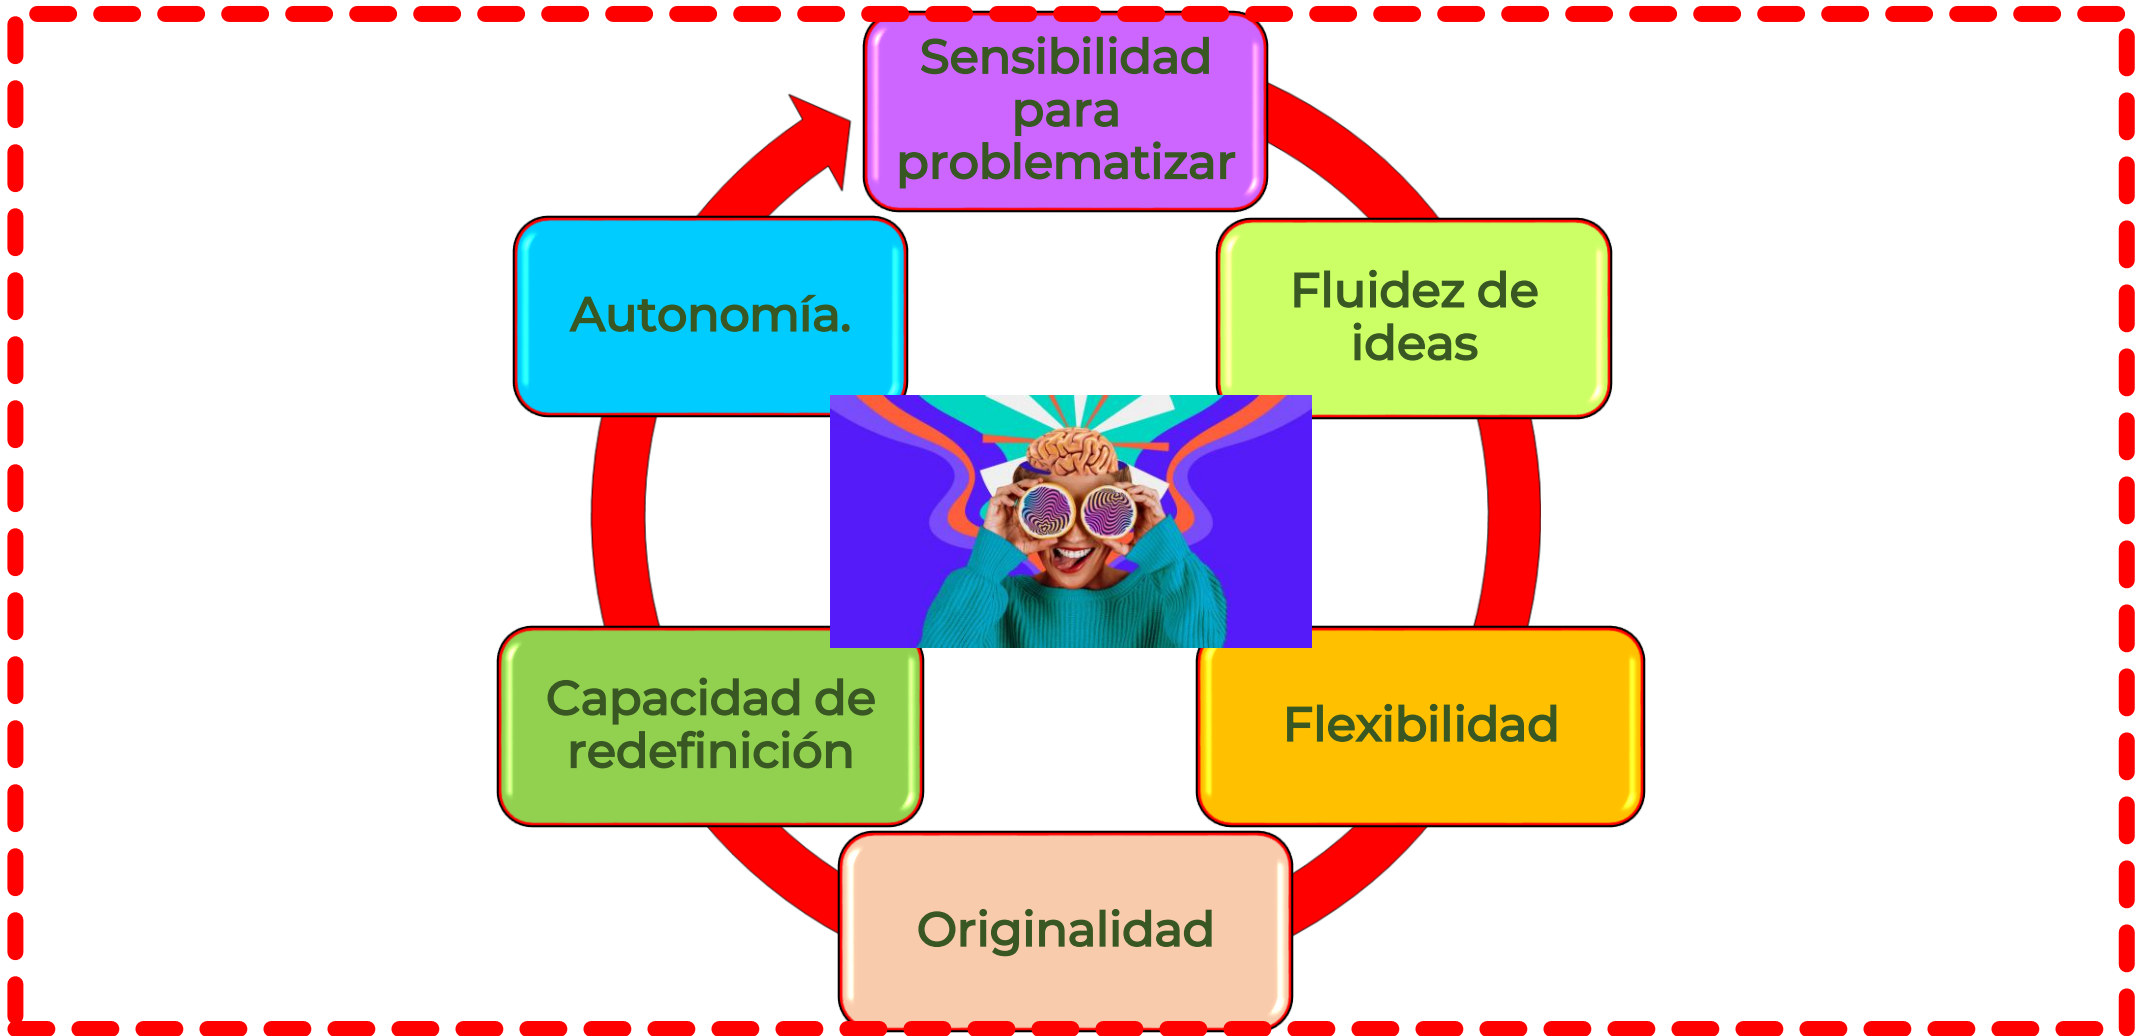 Sensibilidad
para
problematizar
Fluidez de
ideas
Flexibilidad
Originalidad
Capacidad de
redefinición
Autonomía.